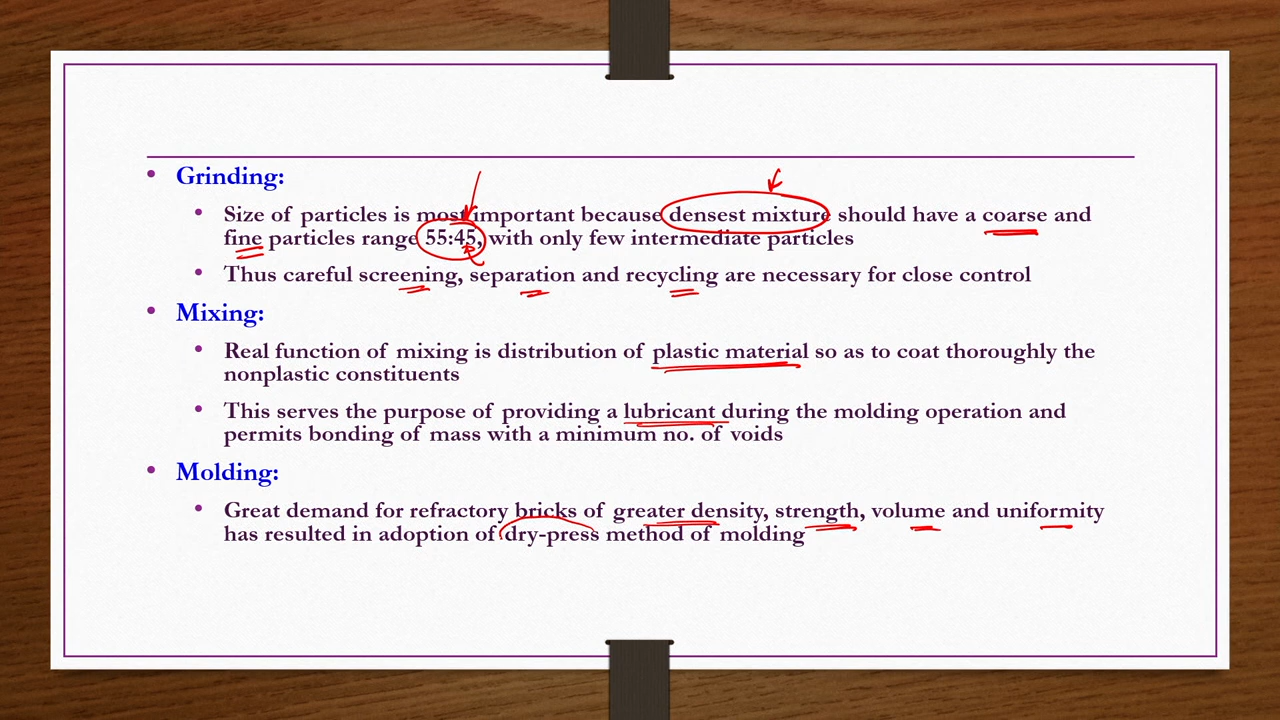 • Grinding:
• Size of particles is most important because densest mixture should have a coarse and
fine particles range 55:45, with only few intermediate particles
• Thus careful screening, separation and recycling are necessary for close control
• Mixing:
• Real function of mixing is distribution of plastic material so as to coat thoroughly the
nonplastic constituents
• This serves the purpose of providing a lubricant during the molding operation and
permits bonding of mass with a minimum no. of voids
• Molding:
• Great demand for refractory bricks of greater density, strength, volume and uniformity
has resulted in adoption of dry-press method of molding